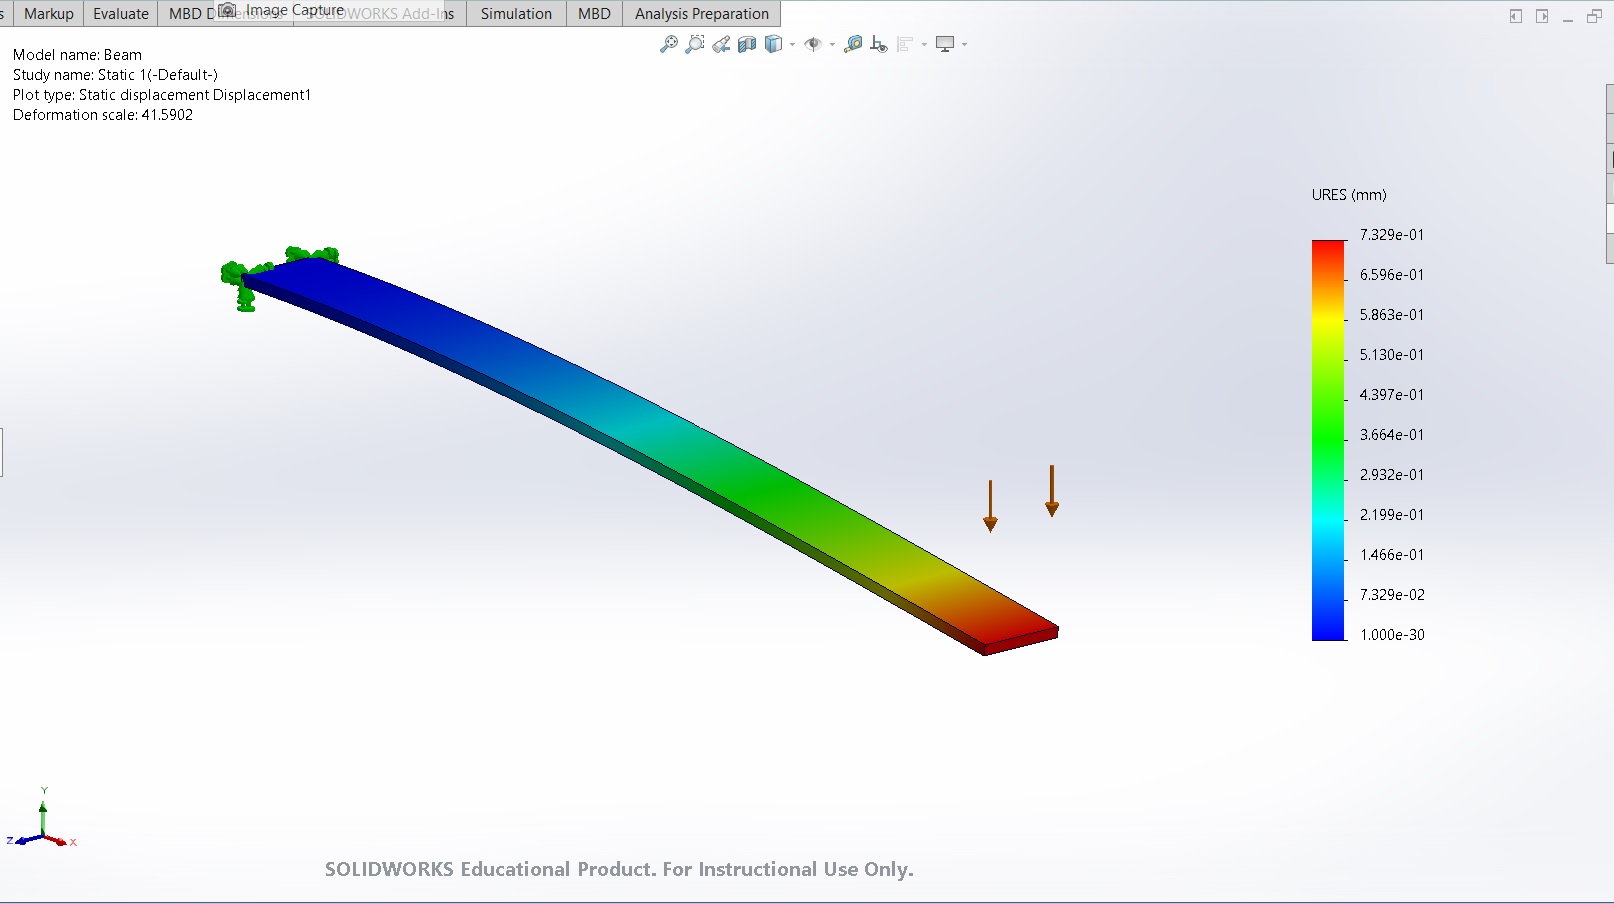 Markup Evaluate MBD Dimensions SOLIDWORKS Add-Ins Simulation MBD Analysis Preparation
Image Capture
Model name: Beam
Study name: Static 1(-Default-)
Plot type: Static displacement Displacement1
Deformation scale: 41.5902
URES (mm)
7.329e-01
6.596e-01
5.863e-01
5.130e-01
4.397e-01
3.664e-01
2.932e-01
2.199e-01
1.466e-01
7.329e-02
1.000e-30
Y
Z
X
SOLIDWORKS Educational Product. For Instructional Use Only.